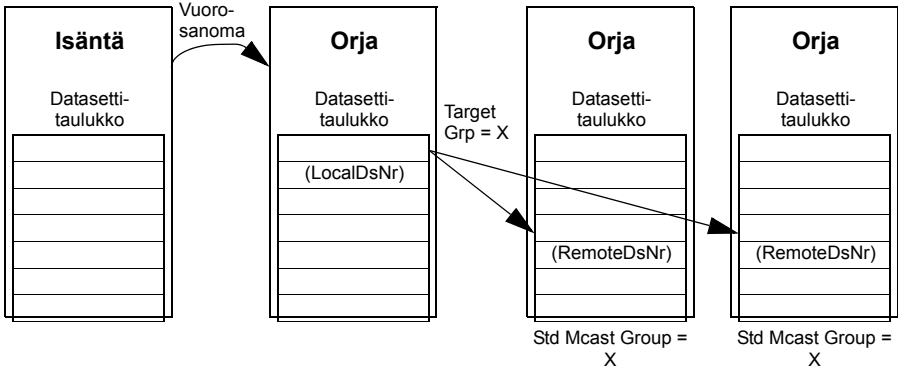 Vuoro-
sanoma
Isäntä
Orja
Orja
Orja
Datasetti-
taulukko
Datasetti-
taulukko
Datasetti-
taulukko
Datasetti-
taulukko
Target
Grp = X
(LocalDsNr)
(RemoteDsNr)
(RemoteDsNr)
Std Mcast Group =
X
Std Mcast Group =
X